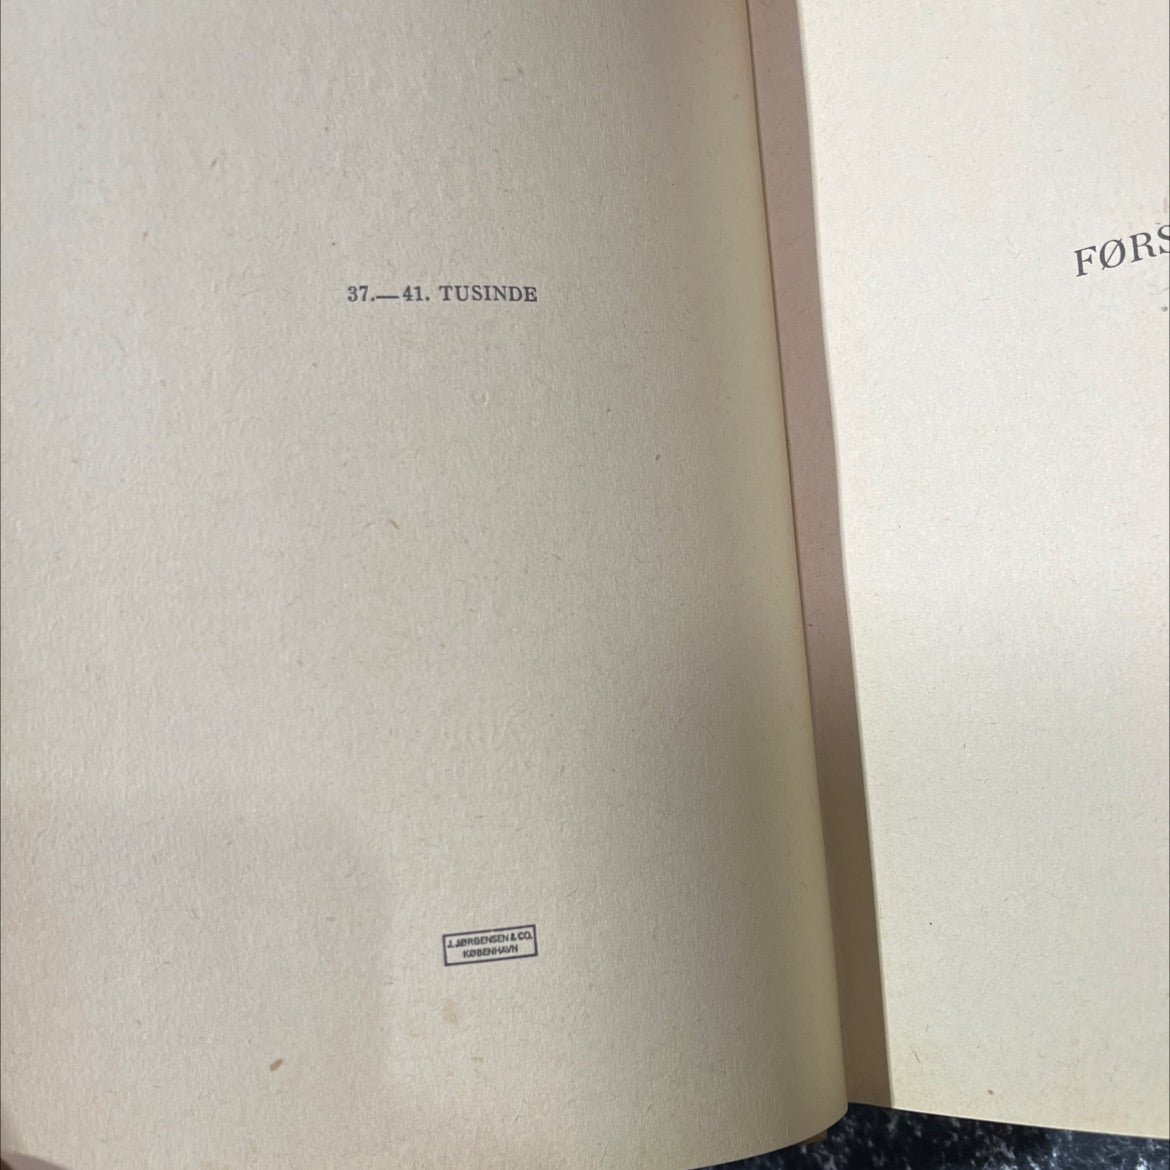 37.—41. TUSINDE
J. JØRGENSEN & CO.
KØBENHAVN
FØRS